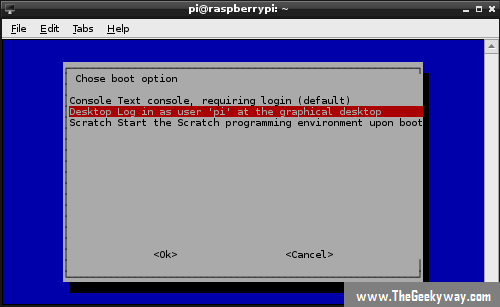 pi@raspberrypi: ~
File Edit Tabs Help
Chose boot option
Console Text console, requiring login (default)
Desktop Log in as user 'pi' at the graphical desktop
Scratch Start the Scratch programming environment upon boot
<Ok> <Cancel>
www.TheGeekyway.com